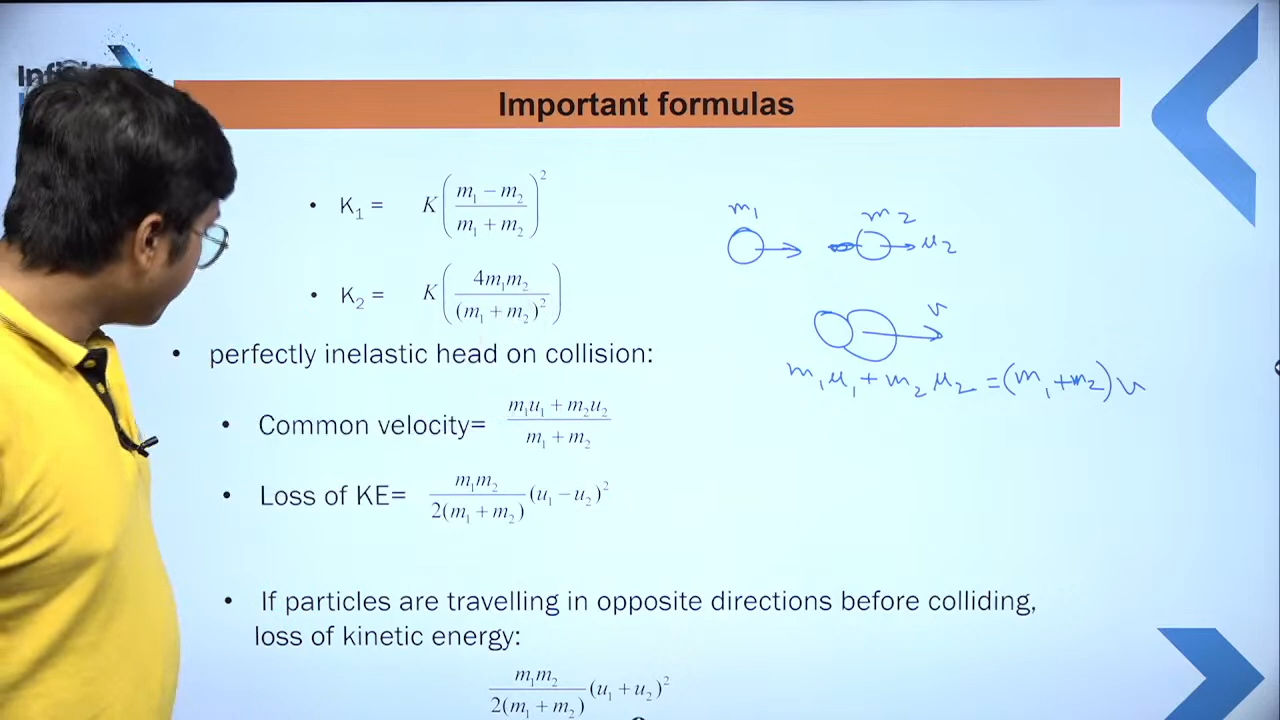 Infi
Important formulas
• K₁ = K((m₁ − m₂)/(m₁ + m₂))²
• K₂ = K(4m₁m₂/(m₁ + m₂)²)
• perfectly inelastic head on collision:
• Common velocity= (m₁u₁ + m₂u₂)/(m₁ + m₂)
• Loss of KE= m₁m₂/(2(m₁ + m₂)) (u₁ − u₂)²
• If particles are travelling in opposite directions before colliding,
loss of kinetic energy:
m₁m₂/(2(m₁ + m₂)) (u₁ + u₂)²
m₁ m₂
u₂
v
m₁u₁ + m₂u₂ = (m₁+m₂)v